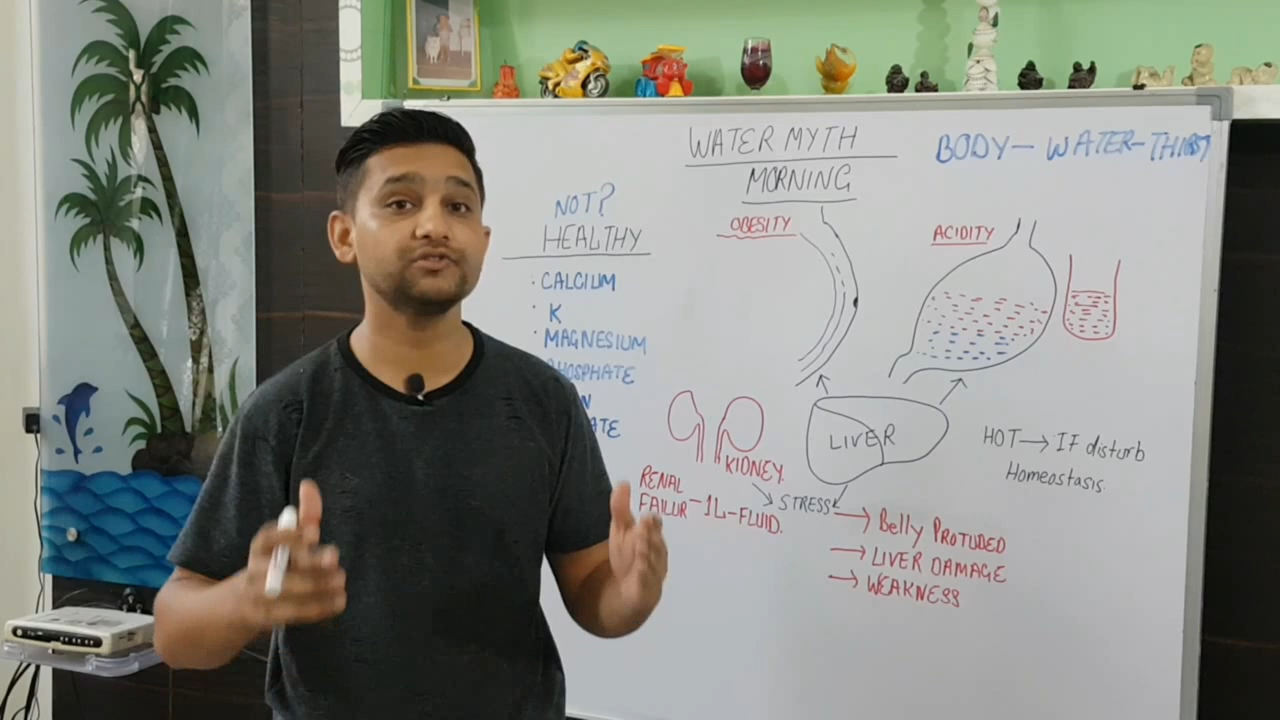 WATER MYTH
MORNING
BODY - WATER - THIRST
NOT?
HEALTHY
: CALCIUM
· K
· MAGNESIUM
OBESITY
ACIDITY
LIVER
KIDNEY
RENAL
FAILUR - 1L - FLUID.
STRESS
HOT → IF disturb
Homeostasis.
→ Belly PROTUDED
→ LIVER DAMAGE
→ WEAKNESS